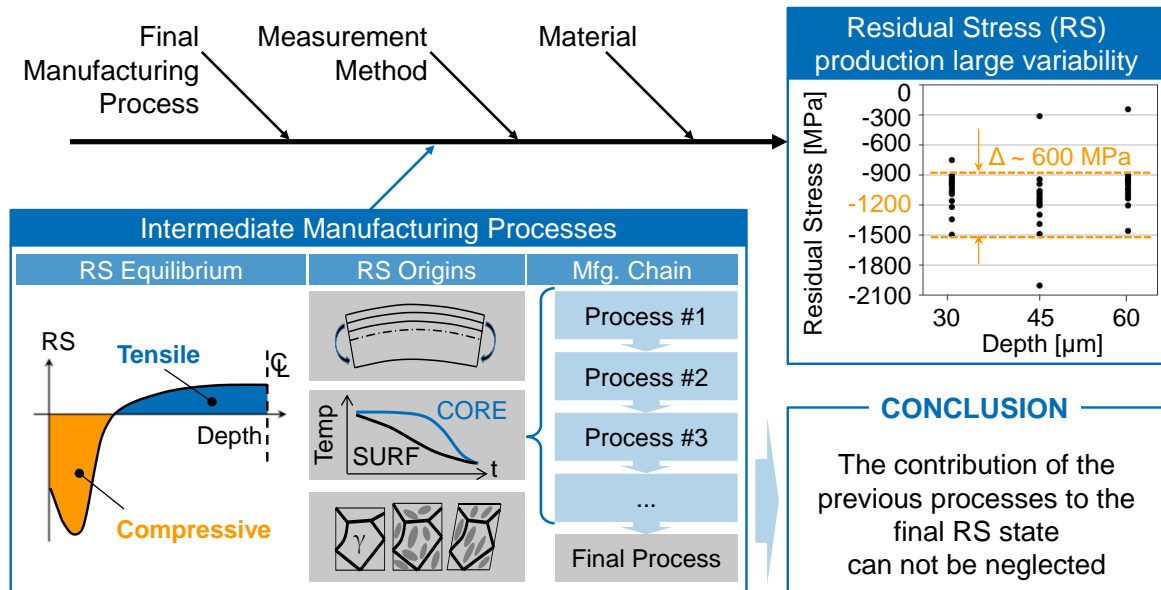 Final
Manufacturing
Process
Measurement
Method
Material
Residual Stress (RS)
production large variability
Residual Stress [MPa]
0
-300
-600
-900
-1200
-1500
-1800
-2100
Δ ~ 600 MPa
30
45
60
Depth [µm]
Intermediate Manufacturing Processes
RS Equilibrium
RS Origins
Mfg. Chain
RS
Tensile
℄
Depth
Compressive
Temp
CORE
SURF
t
γ
Process #1
Process #2
Process #3
...
Final Process
CONCLUSION
The contribution of the
previous processes to the
final RS state
can not be neglected